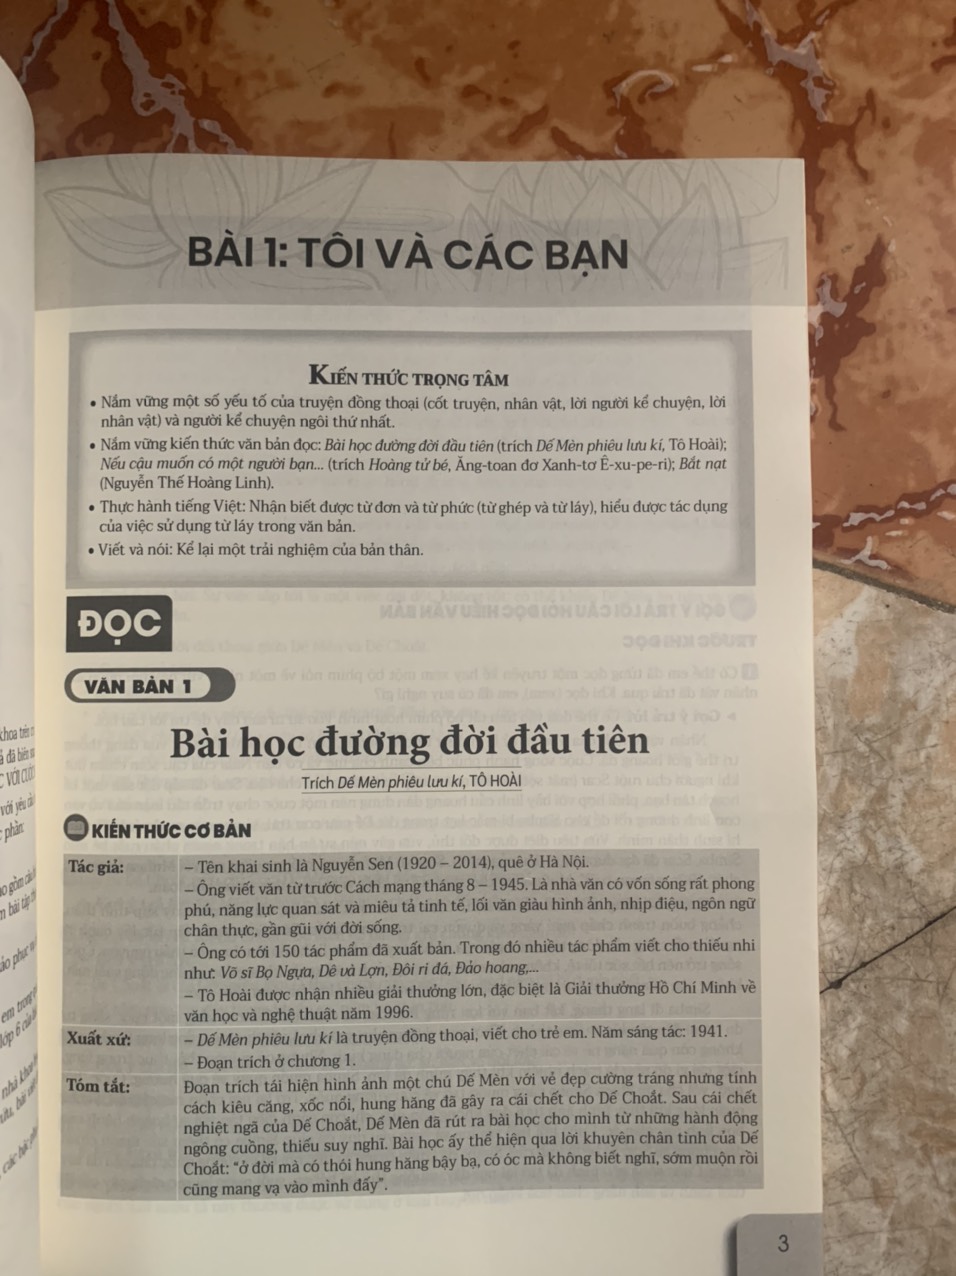 BÀI 1: TÔI VÀ CÁC BẠN
KIẾN THỨC TRỌNG TÂM
• Nắm vững một số yếu tố của truyện đồng thoại (cốt truyện, nhân vật, lời người kể chuyện, lời
nhân vật) và người kể chuyện ngôi thứ nhất.
• Nắm vững kiến thức văn bản đọc: Bài học đường đời đầu tiên (trích Dế Mèn phiêu lưu kí, Tô Hoài);
Nếu cậu muốn có một người bạn... (trích Hoàng tử bé, Ăng-toan đơ Xanh-tơ Ê-xu-pe-ri); Bắt nạt
(Nguyễn Thế Hoàng Linh).
• Thực hành tiếng Việt: Nhận biết được từ đơn và từ phức (từ ghép và từ láy), hiểu được tác dụng
của việc sử dụng từ láy trong văn bản.
• Viết và nói: Kể lại một trải nghiệm của bản thân.
ĐỌC
VĂN BẢN 1
Bài học đường đời đầu tiên
Trích Dế Mèn phiêu lưu kí, TÔ HOÀI
KIẾN THỨC CƠ BẢN
Tác giả: – Tên khai sinh là Nguyễn Sen (1920 – 2014), quê ở Hà Nội.
– Ông viết văn từ trước Cách mạng tháng 8 – 1945. Là nhà văn có vốn sống rất phong
phú, năng lực quan sát và miêu tả tinh tế, lối văn giàu hình ảnh, nhịp điệu, ngôn ngữ
chân thực, gần gũi với đời sống.
– Ông có tới 150 tác phẩm đã xuất bản. Trong đó nhiều tác phẩm viết cho thiếu nhi
như: Võ sĩ Bọ Ngựa, Dê và Lợn, Đôi ri đá, Đảo hoang,...
– Tô Hoài được nhận nhiều giải thưởng lớn, đặc biệt là Giải thưởng Hồ Chí Minh về
văn học và nghệ thuật năm 1996.
Xuất xứ: – Dế Mèn phiêu lưu kí là truyện đồng thoại, viết cho trẻ em. Năm sáng tác: 1941.
– Đoạn trích ở chương 1.
Tóm tắt: Đoạn trích tái hiện hình ảnh một chú Dế Mèn với vẻ đẹp cường tráng nhưng tính
cách kiêu căng, xốc nổi, hung hăng đã gây ra cái chết cho Dế Choắt. Sau cái chết
nghiệt ngã của Dế Choắt, Dế Mèn đã rút ra bài học cho mình từ những hành động
ngông cuồng, thiếu suy nghĩ. Bài học ấy thể hiện qua lời khuyên chân tình của Dế
Choắt: "ở đời mà có thói hung hăng bậy bạ, có óc mà không biết nghĩ, sớm muộn rồi
cũng mang vạ vào mình đấy".
3